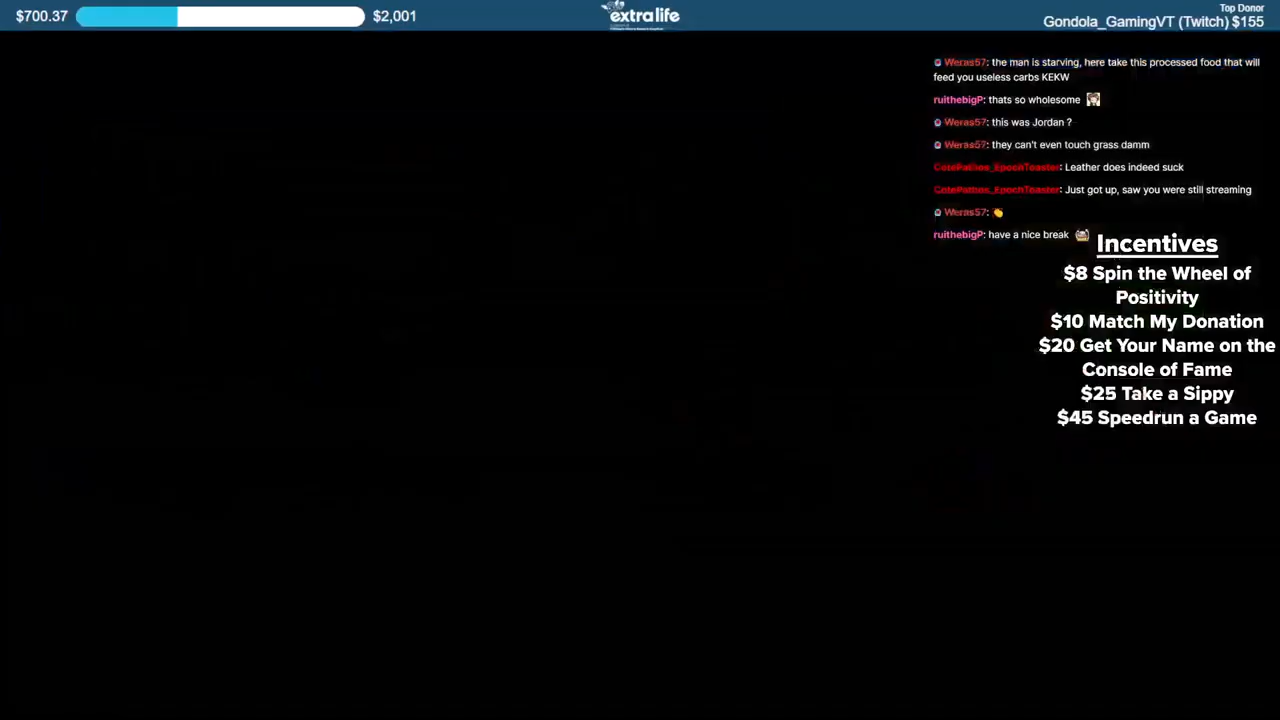 $700.37
$2,001
extralife
Top Donor
Gondola_GamingVT (Twitch) $155
Weras57: the man is starving, here take this processed food that will
feed you useless carbs KEKW
ruithebigP: thats so wholesome
Weras57: this was Jordan ?
Weras57: they can't even touch grass damm
CotePathos_EpochToaster: Leather does indeed suck
CotePathos_EpochToaster: Just got up, saw you were still streaming
Weras57:
ruithebigP: have a nice break
Incentives
$8 Spin the Wheel of
Positivity
$10 Match My Donation
$20 Get Your Name on the
Console of Fame
$25 Take a Sippy
$45 Speedrun a Game